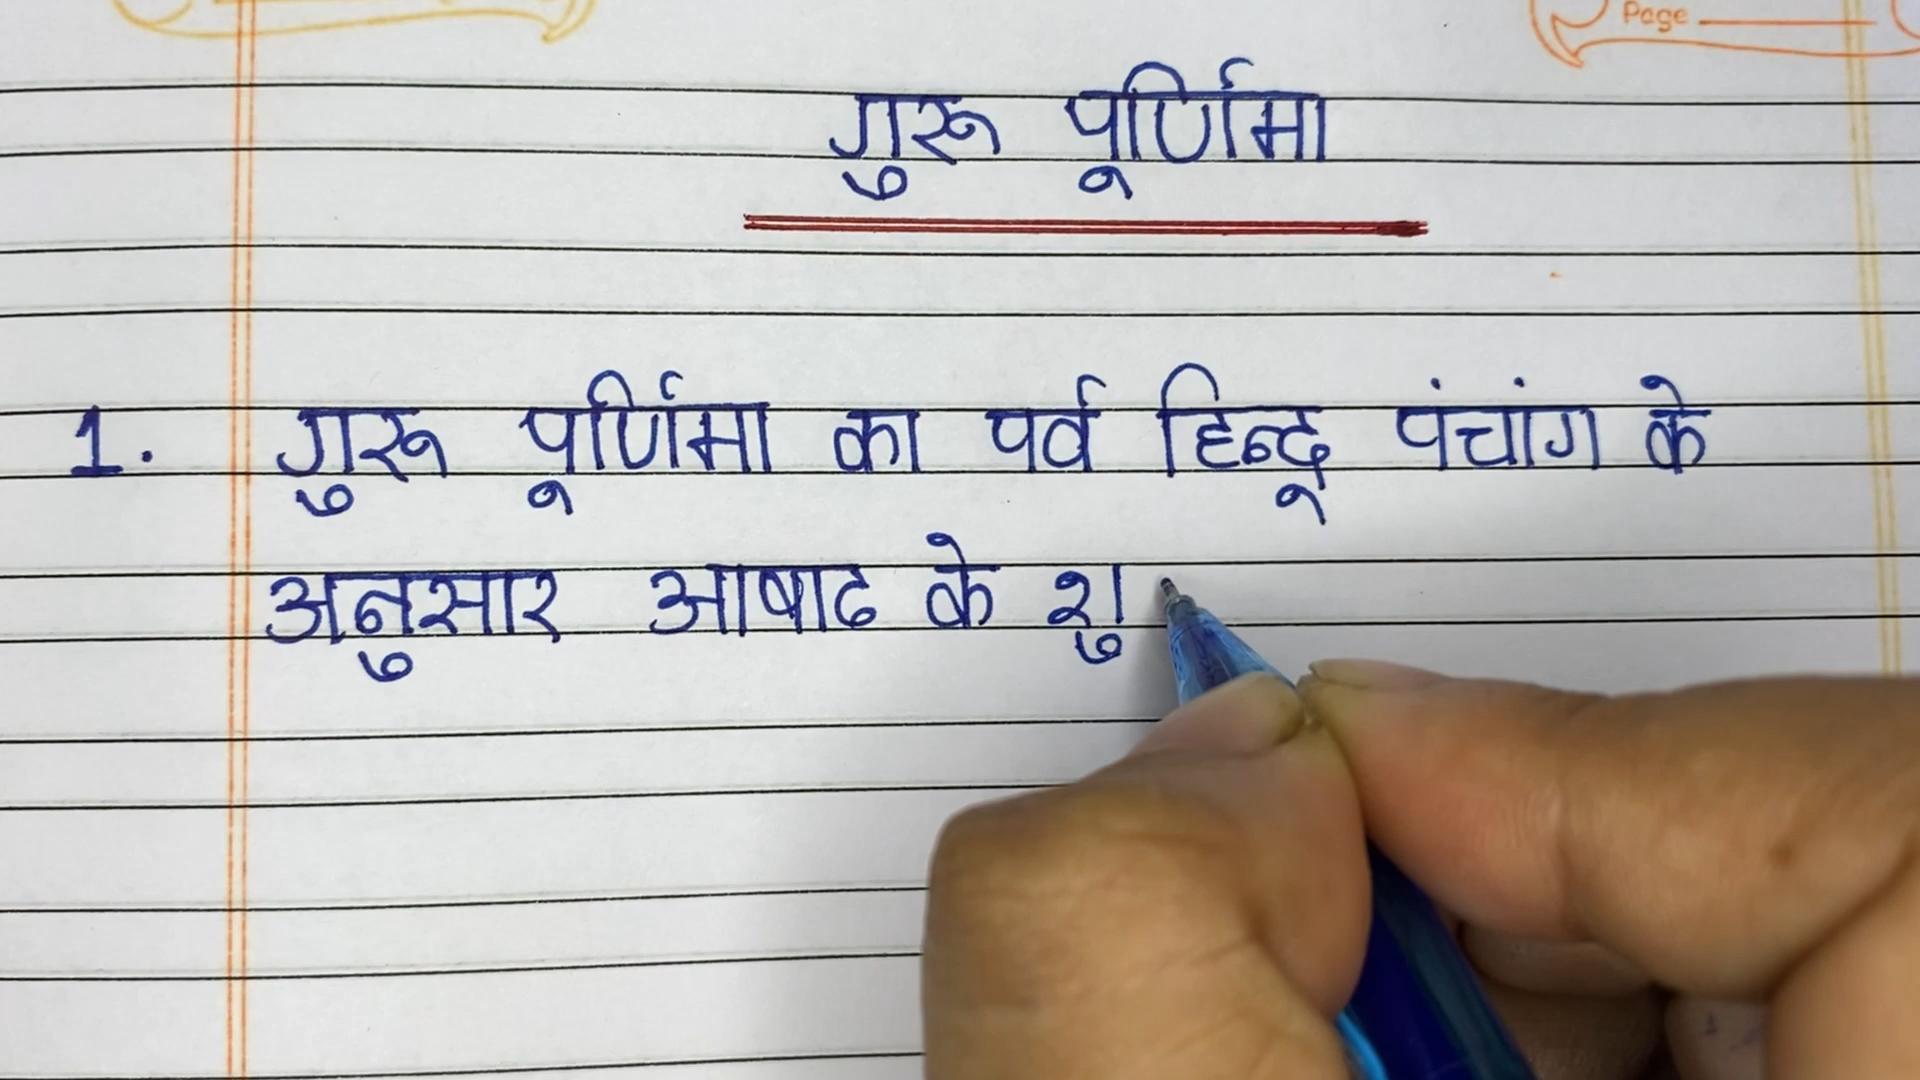 Page
गुरू पूर्णिमा
1. गुरू पूर्णिमा का पर्व हिन्दू पंचांग के
अनुसार आषाढ के शु